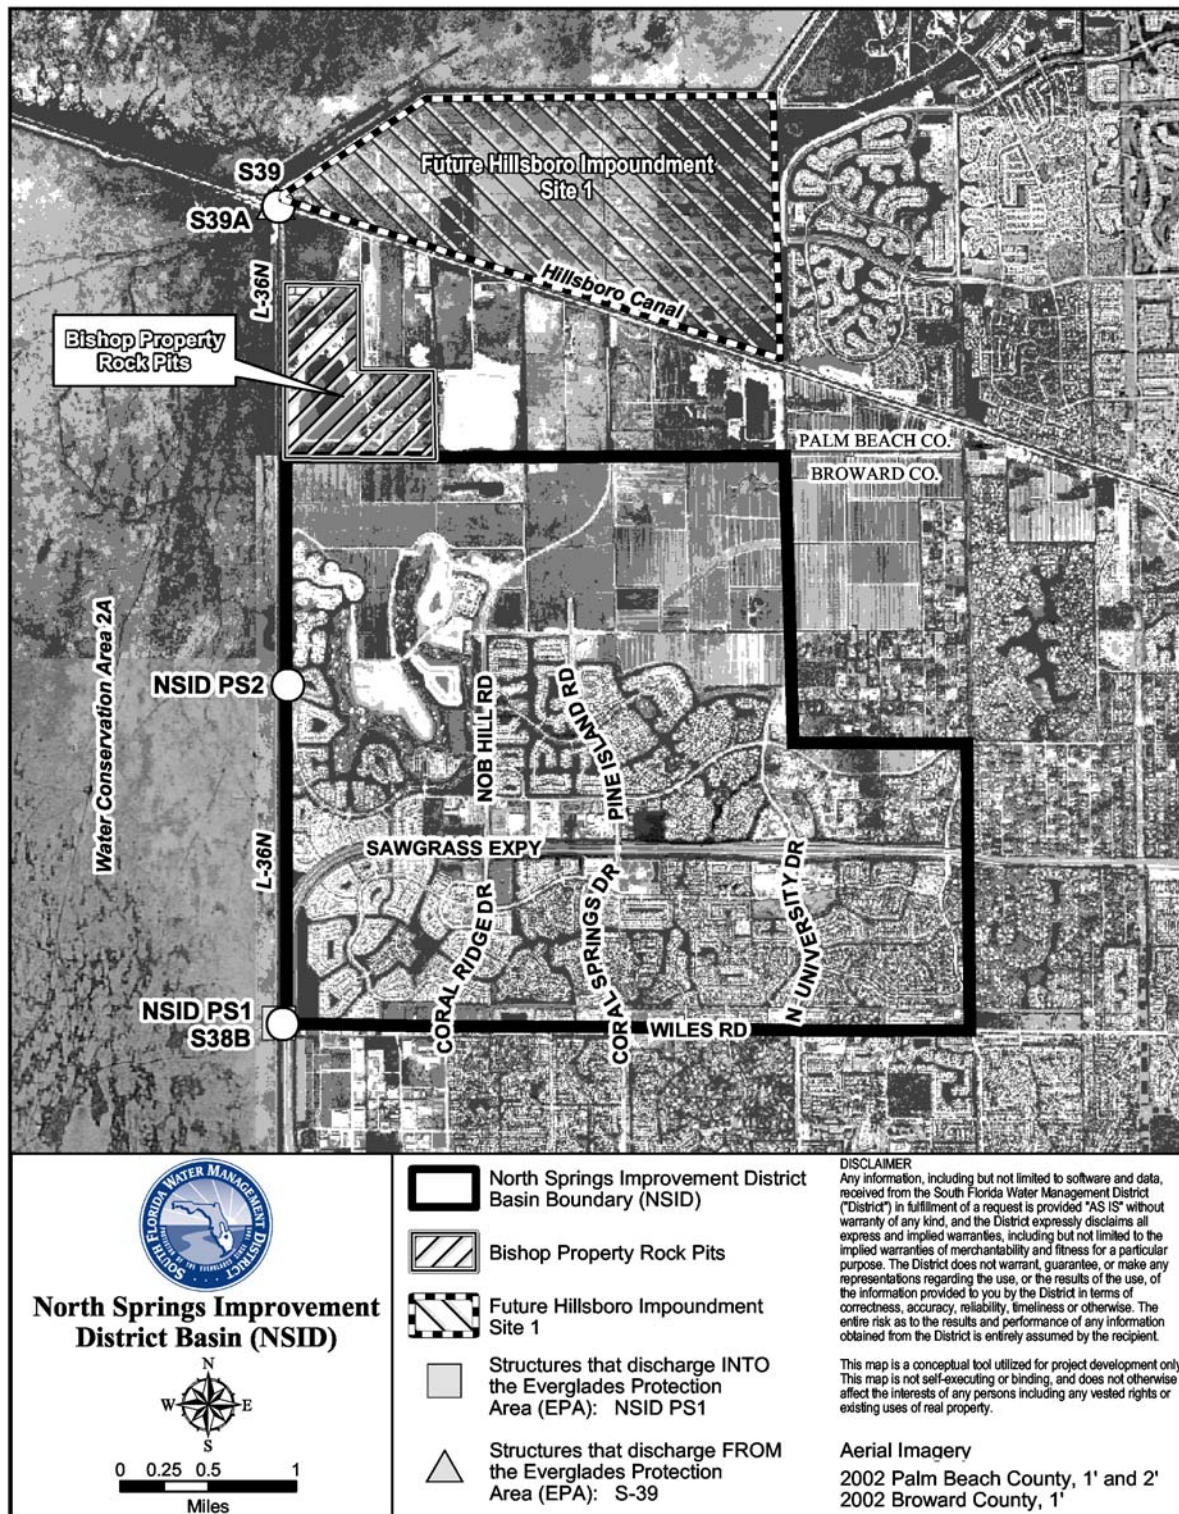 Future Hillsboro Impoundment
Site 1
S39
S39A
L-36N
Hillsboro Canal
Bishop Property
Rock Pits
PALM BEACH CO.
BROWARD CO.
Water Conservation Area 2A
NSID PS2
NOB HILL RD
PINE ISLAND RD
L-36N
SAWGRASS EXPY
CORAL RIDGE DR
CORAL SPRINGS DR
N UNIVERSITY DR
NSID PS1
S38B
WILES RD
SOUTH FLORIDA WATER MANAGEMENT DISTRICT
North Springs Improvement
District Basin (NSID)
N
W E
S
0 0.25 0.5 1
Miles
North Springs Improvement District
Basin Boundary (NSID)
Bishop Property Rock Pits
Future Hillsboro Impoundment
Site 1
Structures that discharge INTO
the Everglades Protection
Area (EPA): NSID PS1
Structures that discharge FROM
the Everglades Protection
Area (EPA): S-39
DISCLAIMER
Any information, including but not limited to software and data,
received from the South Florida Water Management District
("District") in fulfillment of a request is provided "AS IS" without
warranty of any kind, and the District expressly disclaims all
express and implied warranties, including but not limited to the
implied warranties of merchantability and fitness for a particular
purpose. The District does not warrant, guarantee, or make any
representations regarding the use, or the results of the use, of
the information provided to you by the District in terms of
correctness, accuracy, reliability, timeliness or otherwise. The
entire risk as to the results and performance of any information
obtained from the District is entirely assumed by the recipient.
This map is a conceptual tool utilized for project development only.
This map is not self-executing or binding, and does not otherwise
affect the interests of any persons including any vested rights or
existing uses of real property.
Aerial Imagery
2002 Palm Beach County, 1' and 2'
2002 Broward County, 1'